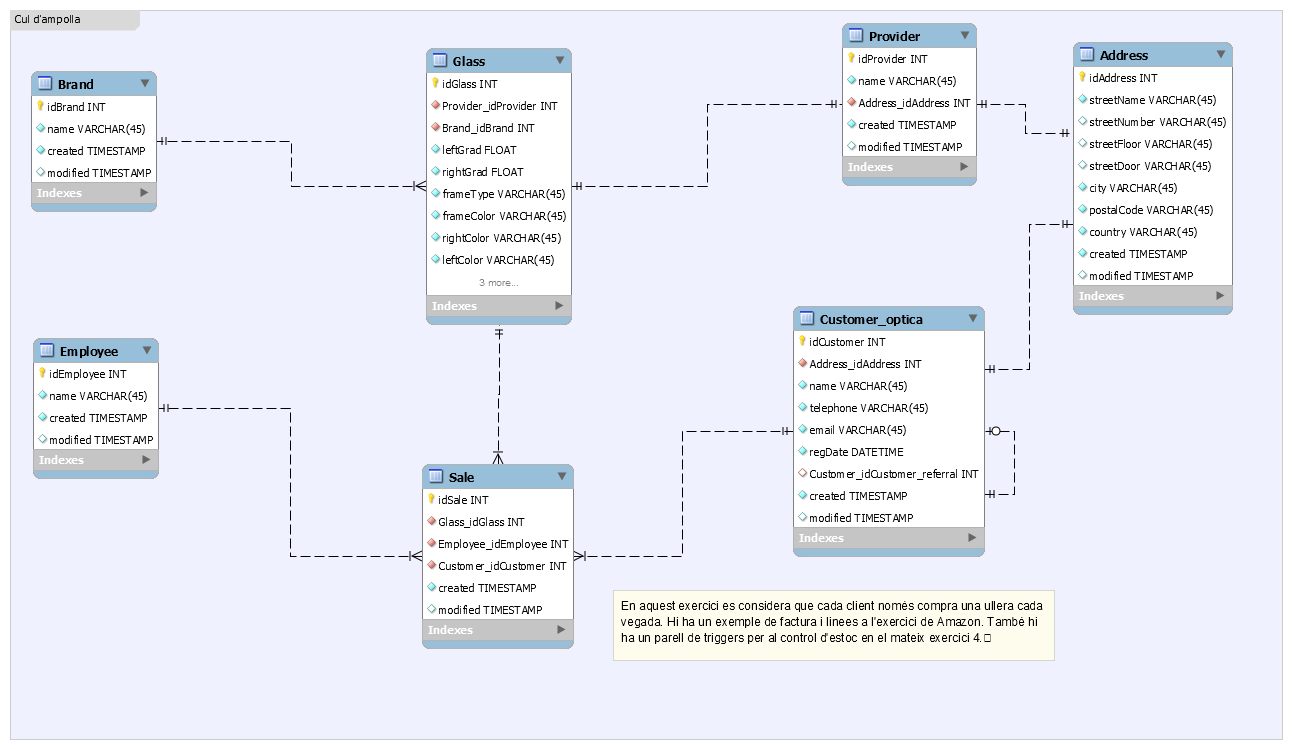 Cul d'ampolla
Brand
idBrand INT
name VARCHAR(45)
created TIMESTAMP
modified TIMESTAMP
Indexes
Glass
idGlass INT
Provider_idProvider INT
Brand_idBrand INT
leftGrad FLOAT
rightGrad FLOAT
frameType VARCHAR(45)
frameColor VARCHAR(45)
rightColor VARCHAR(45)
leftColor VARCHAR(45)
3 more...
Indexes
Provider
idProvider INT
name VARCHAR(45)
Address_idAddress INT
created TIMESTAMP
modified TIMESTAMP
Indexes
Address
idAddress INT
streetName VARCHAR(45)
streetNumber VARCHAR(45)
streetFloor VARCHAR(45)
streetDoor VARCHAR(45)
city VARCHAR(45)
postalCode VARCHAR(45)
country VARCHAR(45)
created TIMESTAMP
modified TIMESTAMP
Indexes
Employee
idEmployee INT
name VARCHAR(45)
created TIMESTAMP
modified TIMESTAMP
Indexes
Sale
idSale INT
Glass_idGlass INT
Employee_idEmployee INT
Customer_idCustomer INT
created TIMESTAMP
modified TIMESTAMP
Indexes
Customer_optica
idCustomer INT
Address_idAddress INT
name VARCHAR(45)
telephone VARCHAR(45)
email VARCHAR(45)
regDate DATETIME
Customer_idCustomer_referral INT
created TIMESTAMP
modified TIMESTAMP
Indexes
En aquest exercici es considera que cada client només compra una ullera cada
vegada. Hi ha un exemple de factura i linees a l'exercici de Amazon. També hi
ha un parell de triggers per al control d'estoc en el mateix exercici 4.